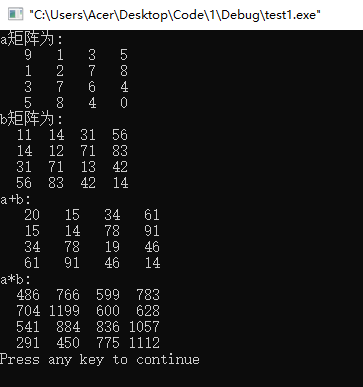 "C:\Users\Acer\Desktop\Code\1\Debug\test1.exe"
a矩阵为:
9 1 3 5
1 2 7 8
3 7 6 4
5 8 4 0
b矩阵为:
11 14 31 56
14 12 71 83
31 71 13 42
56 83 42 14
a+b:
20 15 34 61
15 14 78 91
34 78 19 46
61 91 46 14
a*b:
486 766 599 783
704 1199 600 628
541 884 836 1057
291 450 775 1112
Press any key to continue